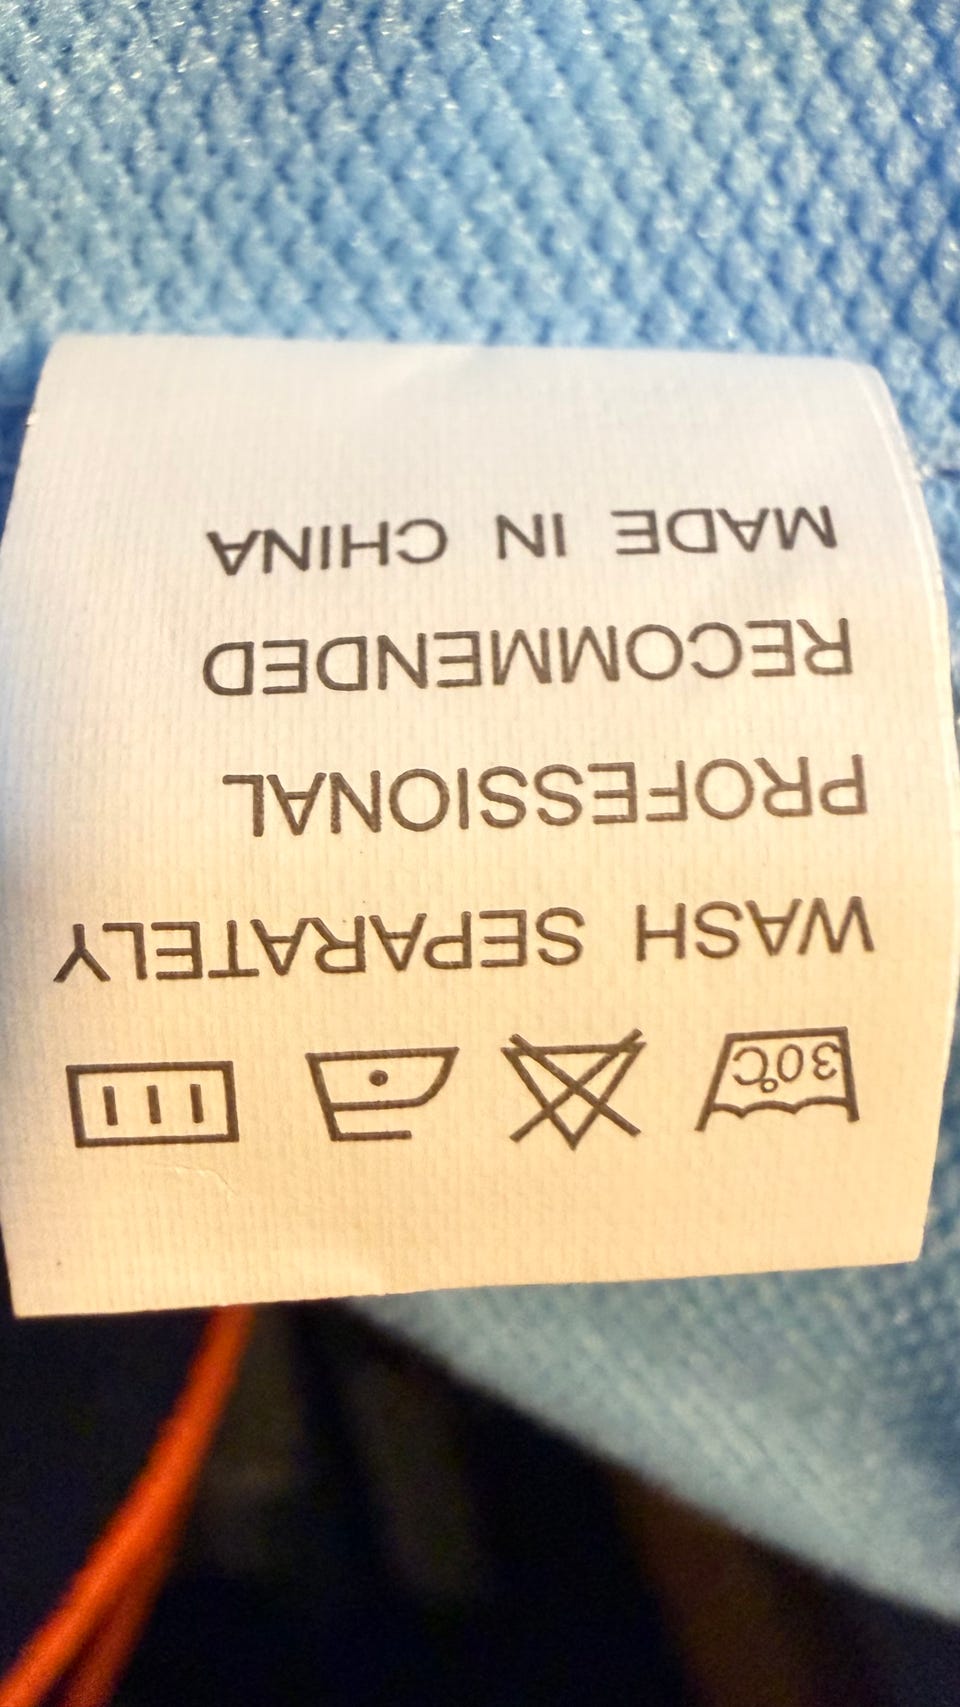 30°C
WASH SEPARATELY
PROFESSIONAL
RECOMMENDED
MADE IN CHINA